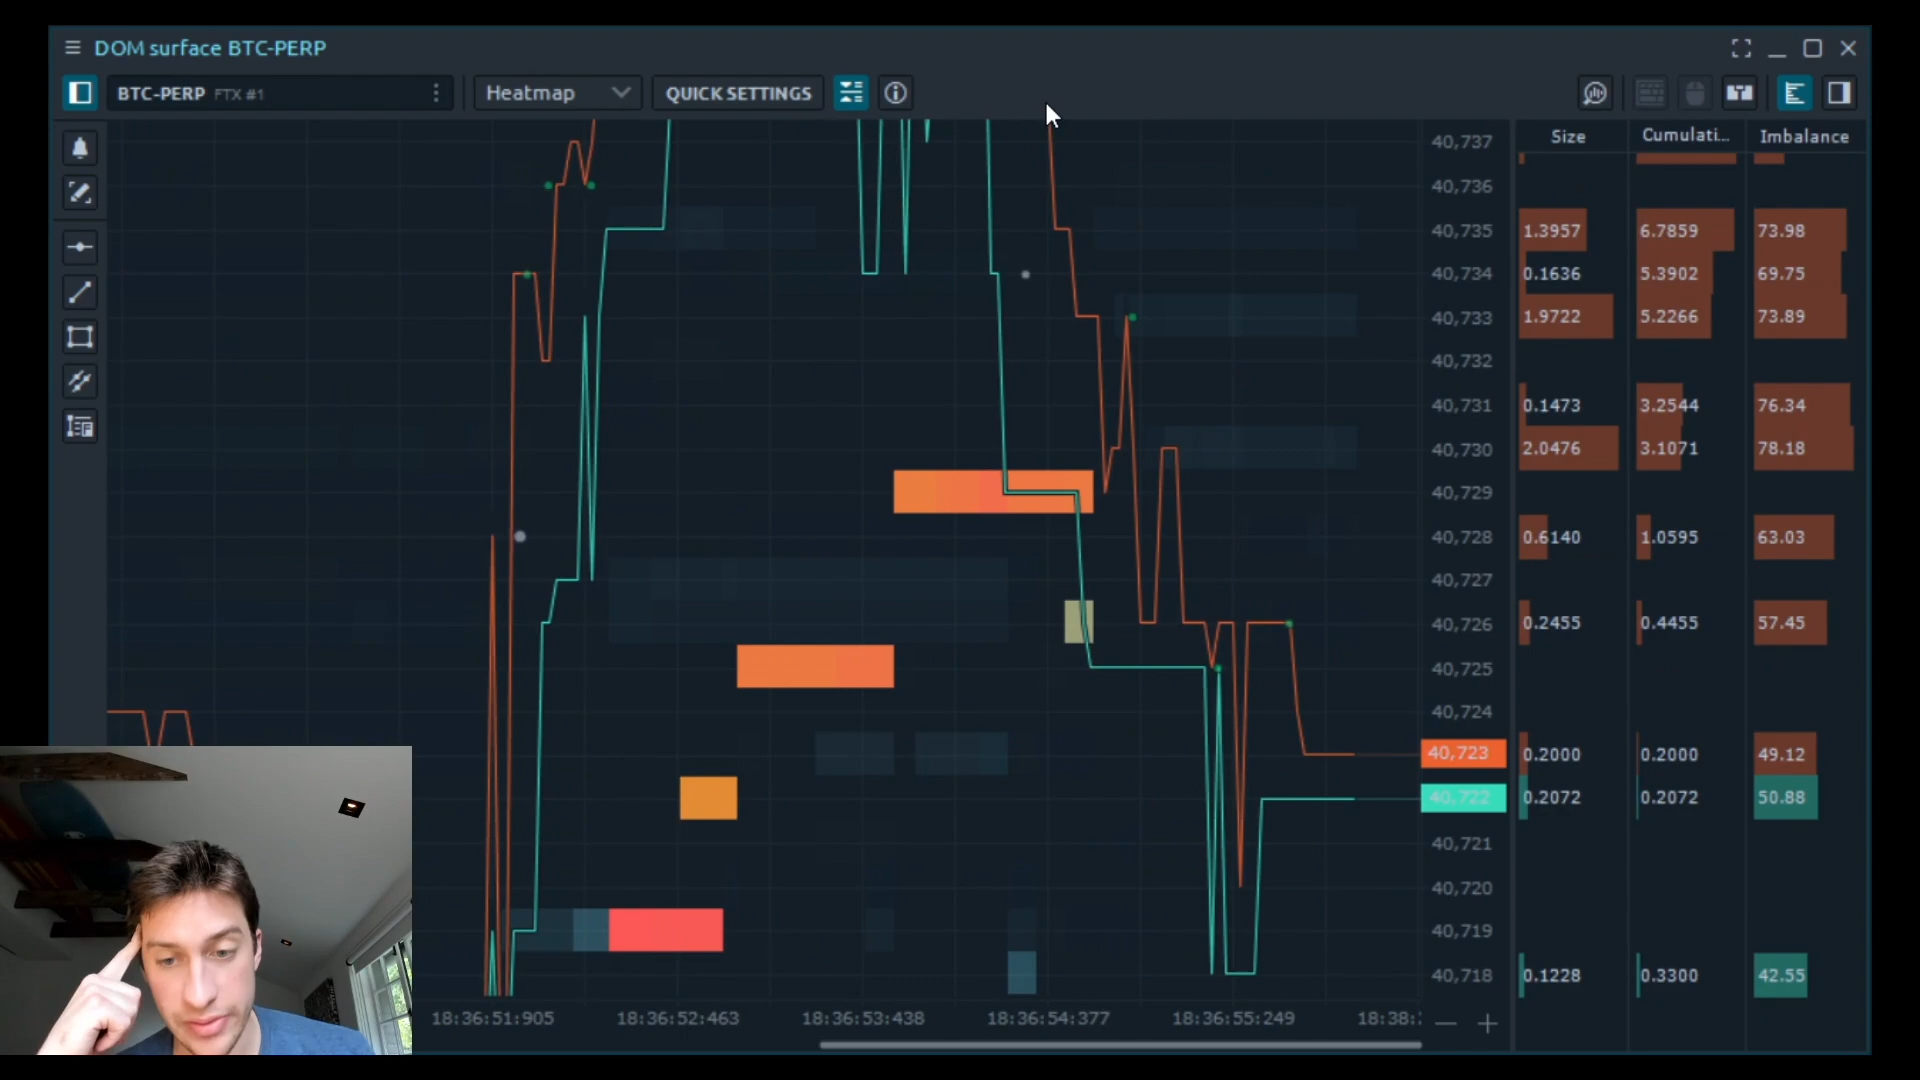 DOM surface BTC-PERP
BTC-PERP FTX #1
Heatmap
QUICK SETTINGS
Size Cumulati... Imbalance
40,737
40,736
40,735 1.3957 6.7859 73.98
40,734 0.1636 5.3902 69.75
40,733 1.9722 5.2266 73.89
40,732
40,731 0.1473 3.2544 76.34
40,730 2.0476 3.1071 78.18
40,729
40,728 0.6140 1.0595 63.03
40,727
40,726 0.2455 0.4455 57.45
40,725
40,724
40,723 0.2000 0.2000 49.12
40,722 0.2072 0.2072 50.88
40,721
40,720
40,719
40,718 0.1228 0.3300 42.55
18:36:51:905 18:36:52:463 18:36:53:438 18:36:54:377 18:36:55:249 18:38: